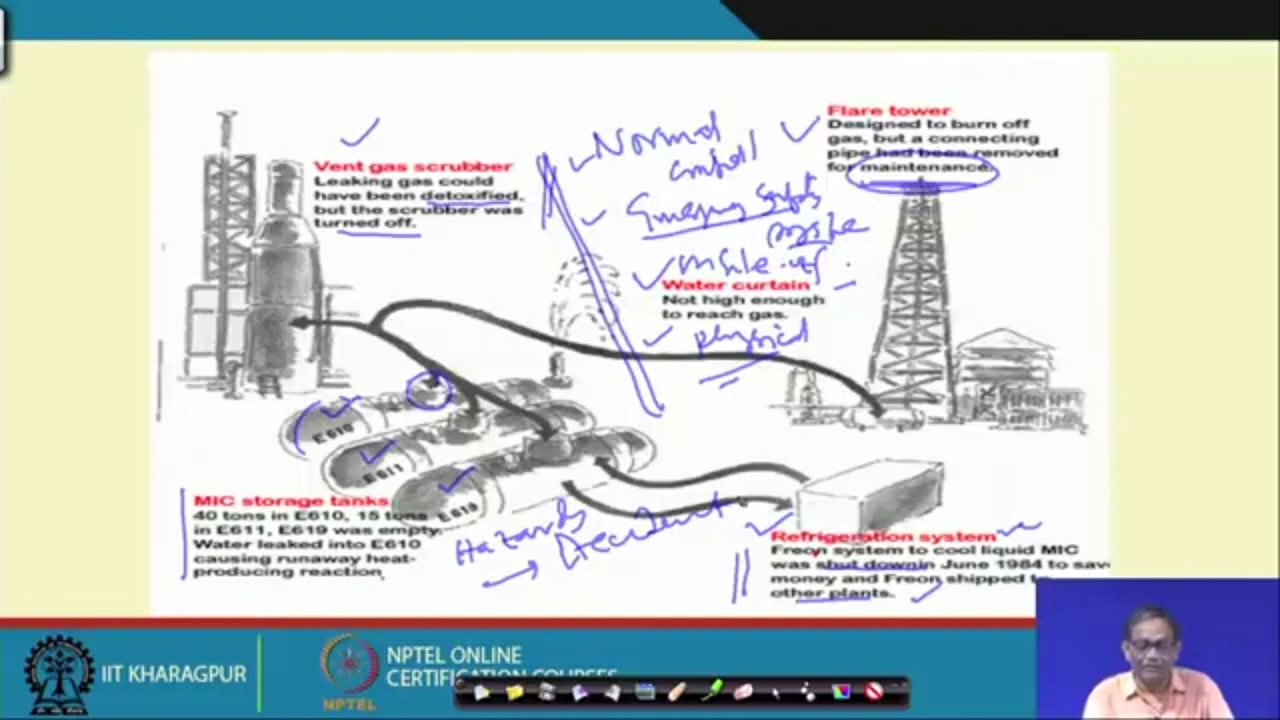 Vent gas scrubber
Leaking gas could
have been detoxified,
but the scrubber was
turned off.
Normal
control
Emergency
Flare tower
Designed to burn off
gas, but a connecting
pipe had been removed
for maintenance.
Water curtain
Not high enough
to reach gas.
physical
E610
E611
E619
MIC storage tanks
40 tons in E610, 15 tons
in E611, E619 was empty.
Water leaked into E610
causing runaway heat-
producing reaction
Hazards
→ Accident
Refrigeration system
Freon system to cool liquid MIC
was shut downin June 1984 to save
money and Freon shipped to
other plants.
IIT KHARAGPUR
NPTEL
NPTEL ONLINE
CERTIFICATION COURSES